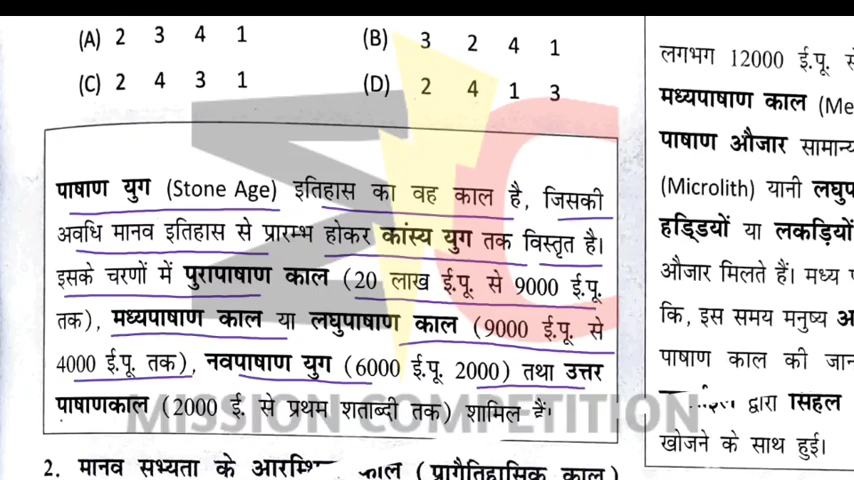 (A) 2 3 4 1
(B) 3 2 4 1
(C) 2 4 3 1
(D) 2 4 1 3
पाषाण युग (Stone Age) इतिहास का वह काल है, जिसकी
अवधि मानव इतिहास से प्रारम्भ होकर कांस्य युग तक विस्तृत है।
इसके चरणों में पुरापाषाण काल (20 लाख ई.पू. से 9000 ई.पू.
तक), मध्यपाषाण काल या लघुपाषाण काल (9000 ई.पू. से
4000 ई.पू. तक), नवपाषाण युग (6000 ई.पू. 2000) तथा उत्तर
पाषाणकाल (2000 ई. से प्रथम शताब्दी तक) शामिल हैं।
MISSION COMPETITION
2. मानव सभ्यता के काल (प्रागैतिहासिक काल)
लगभग 12000 ई.पू. से
मध्यपाषाण काल (Me
पाषाण औजार सामान्य
(Microlith) यानी लघुप
हड्डियों या लकड़ियों
औजार मिलते हैं। मध्य
कि, इस समय मनुष्य
पाषाण काल की
द्वारा सिंहल
खोजने के साथ हुई।